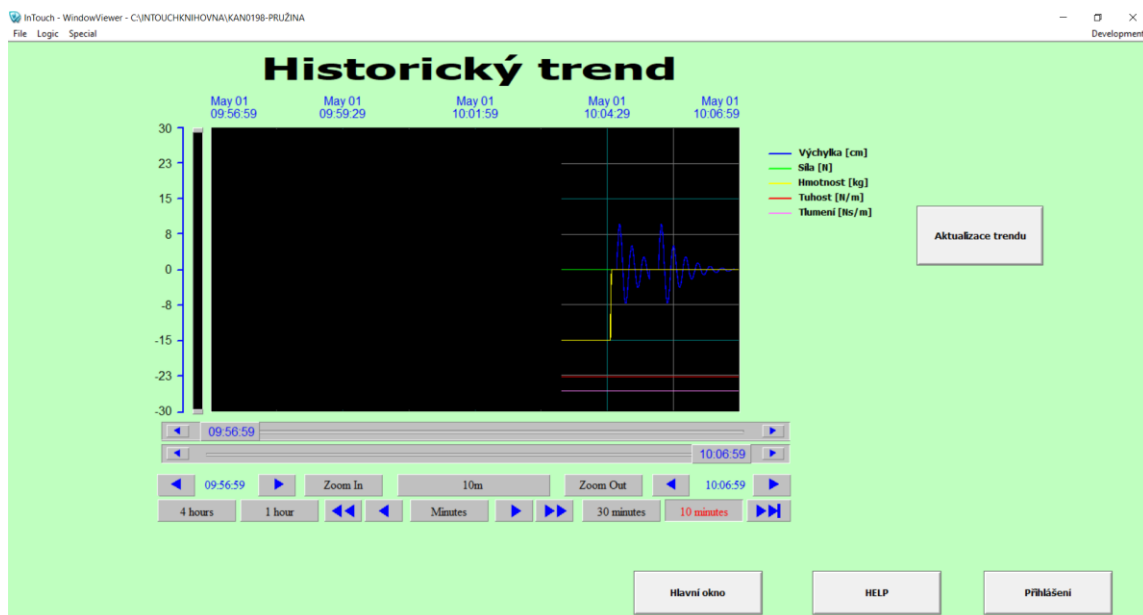 InTouch - WindowViewer - C:\INTOUCHKNIHOVNA\KAN0198-PRUŽINA
File Logic Special Development
Historický trend
May 01 May 01 May 01 May 01 May 01
09:56:59 09:59:29 10:01:59 10:04:29 10:06:59
30
23
15
8
0
-8
-15
-23
-30
Výchylka [cm]
Síla [N]
Hmotnost [kg]
Tuhost [N/m]
Tlumení [Ns/m]
Aktualizace trendu
09:56:59
10:06:59
09:56:59 Zoom In 10m Zoom Out 10:06:59
4 hours 1 hour Minutes 30 minutes 10 minutes
Hlavní okno HELP Přihlášení